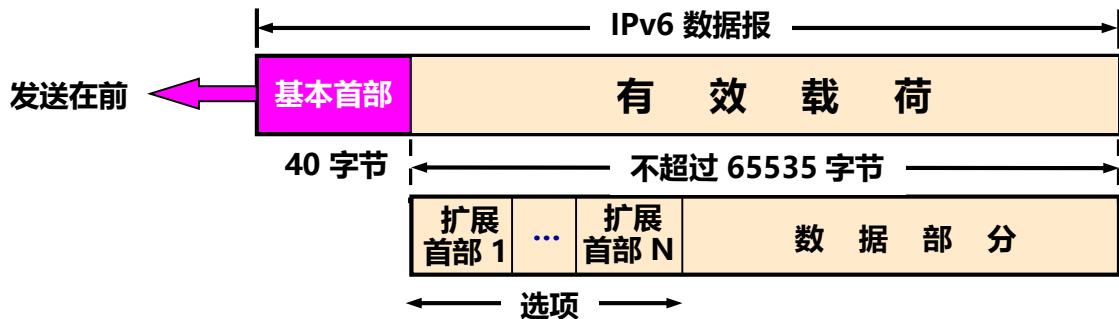 IPv6 数据报
发送在前
基本首部
有 效 载 荷
40 字节
不超过 65535 字节
扩展
首部 1
...
扩展
首部 N
数 据 部 分
选项